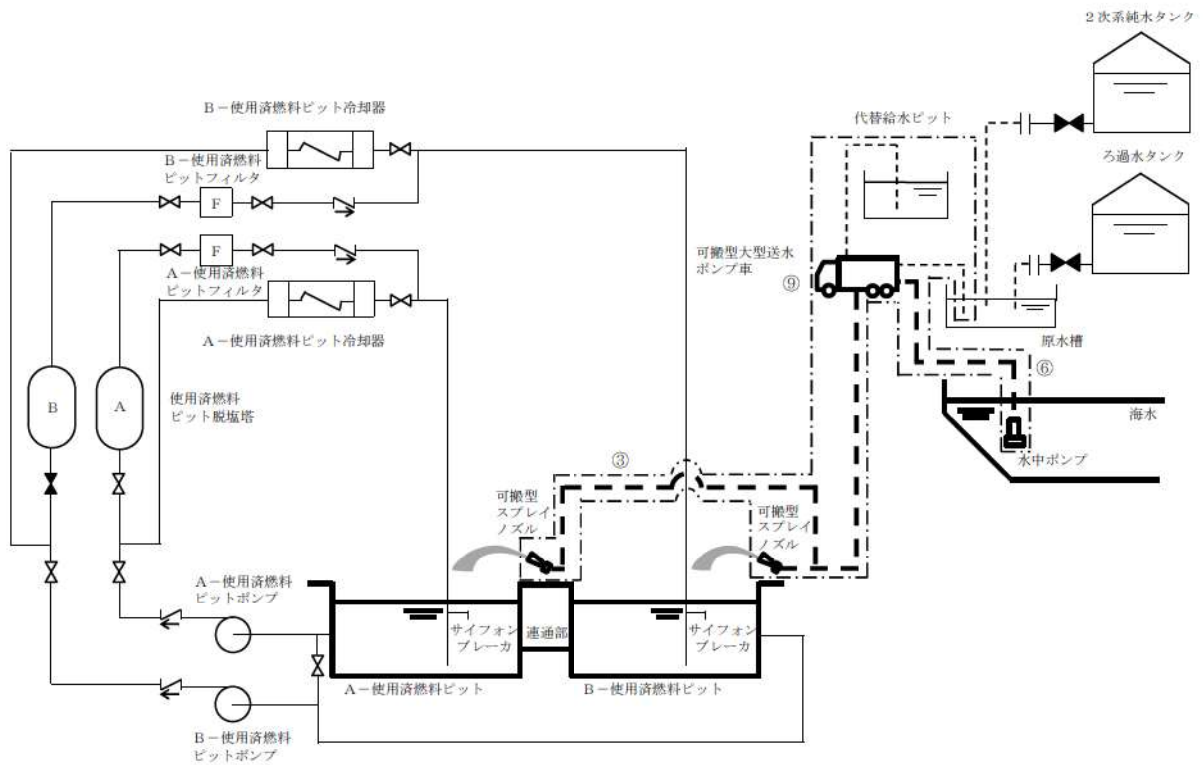 2次系純水タンク
B-使用済燃料ピット冷却器
代替給水ピット
B-使用済燃料
ピットフィルタ
ろ過水タンク
F
F
可搬型大型送水
ポンプ車
A-使用済燃料
ピットフィルタ
⑨
A-使用済燃料ピット冷却器
原水槽
⑥
B
A
使用済燃料
ピット脱塩塔
海水
水中ポンプ
③
可搬型
スプレイ
ノズル
可搬型
スプレイ
ノズル
A-使用済燃料
ピットポンプ
サイフォン
ブレーカ
連通部
サイフォン
ブレーカ
A-使用済燃料ピット
B-使用済燃料ピット
B-使用済燃料
ピットポンプ